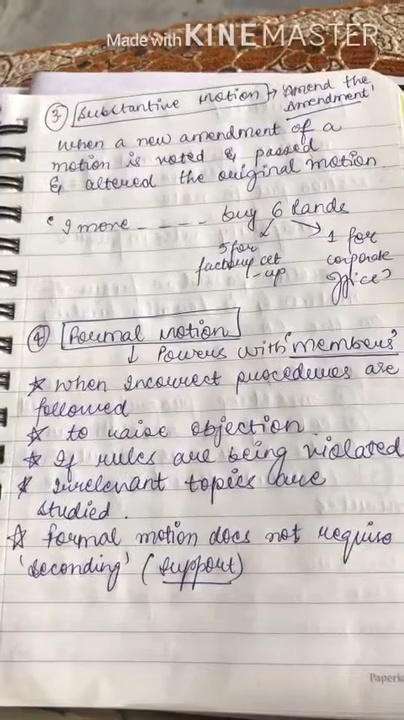 Made with KINEMASTER
③ Substantive Motion → 'Amend the
Amendment'
When a new amendment of a
motion is voted & passed
& altered the original motion
"I move _ _ _ _ _ buy 6 lands
5 for 1 for
factory set corporate
-up office"
④ Formal Motion
↓ Powers with 'members'
★ When incorrect procedures are
followed
★ to raise objection
★ If rules are being violated
★ Irrelevant topics are
studied.
★ formal motion does not require
'seconding' (support)